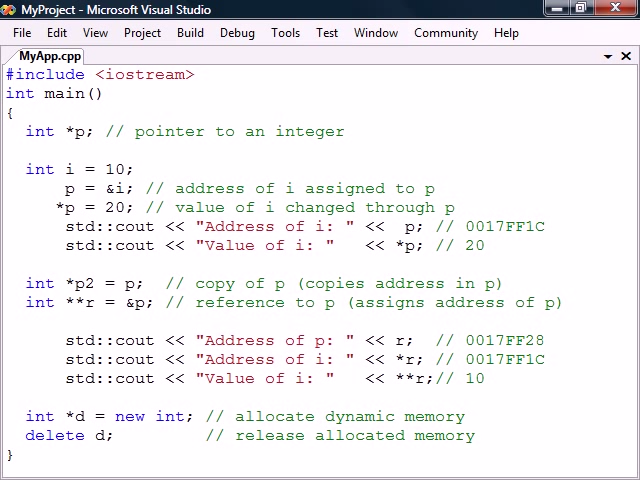 MyProject - Microsoft Visual Studio
File Edit View Project Build Debug Tools Test Window Community Help
MyApp.cpp
#include <iostream>
int main()
{
  int *p; // pointer to an integer
  int i = 10;
      p = &i; // address of i assigned to p
     *p = 20; // value of i changed through p
      std::cout << "Address of i: " <<  p; // 0017FF1C
      std::cout << "Value of i: "   << *p; // 20
  int *p2 = p;  // copy of p (copies address in p)
  int **r = &p; // reference to p (assigns address of p)
      std::cout << "Address of p: " << r;  // 0017FF28
      std::cout << "Address of i: " << *r; // 0017FF1C
      std::cout << "Value of i: "   << **r;// 10
  int *d = new int; // allocate dynamic memory
  delete d;         // release allocated memory
}